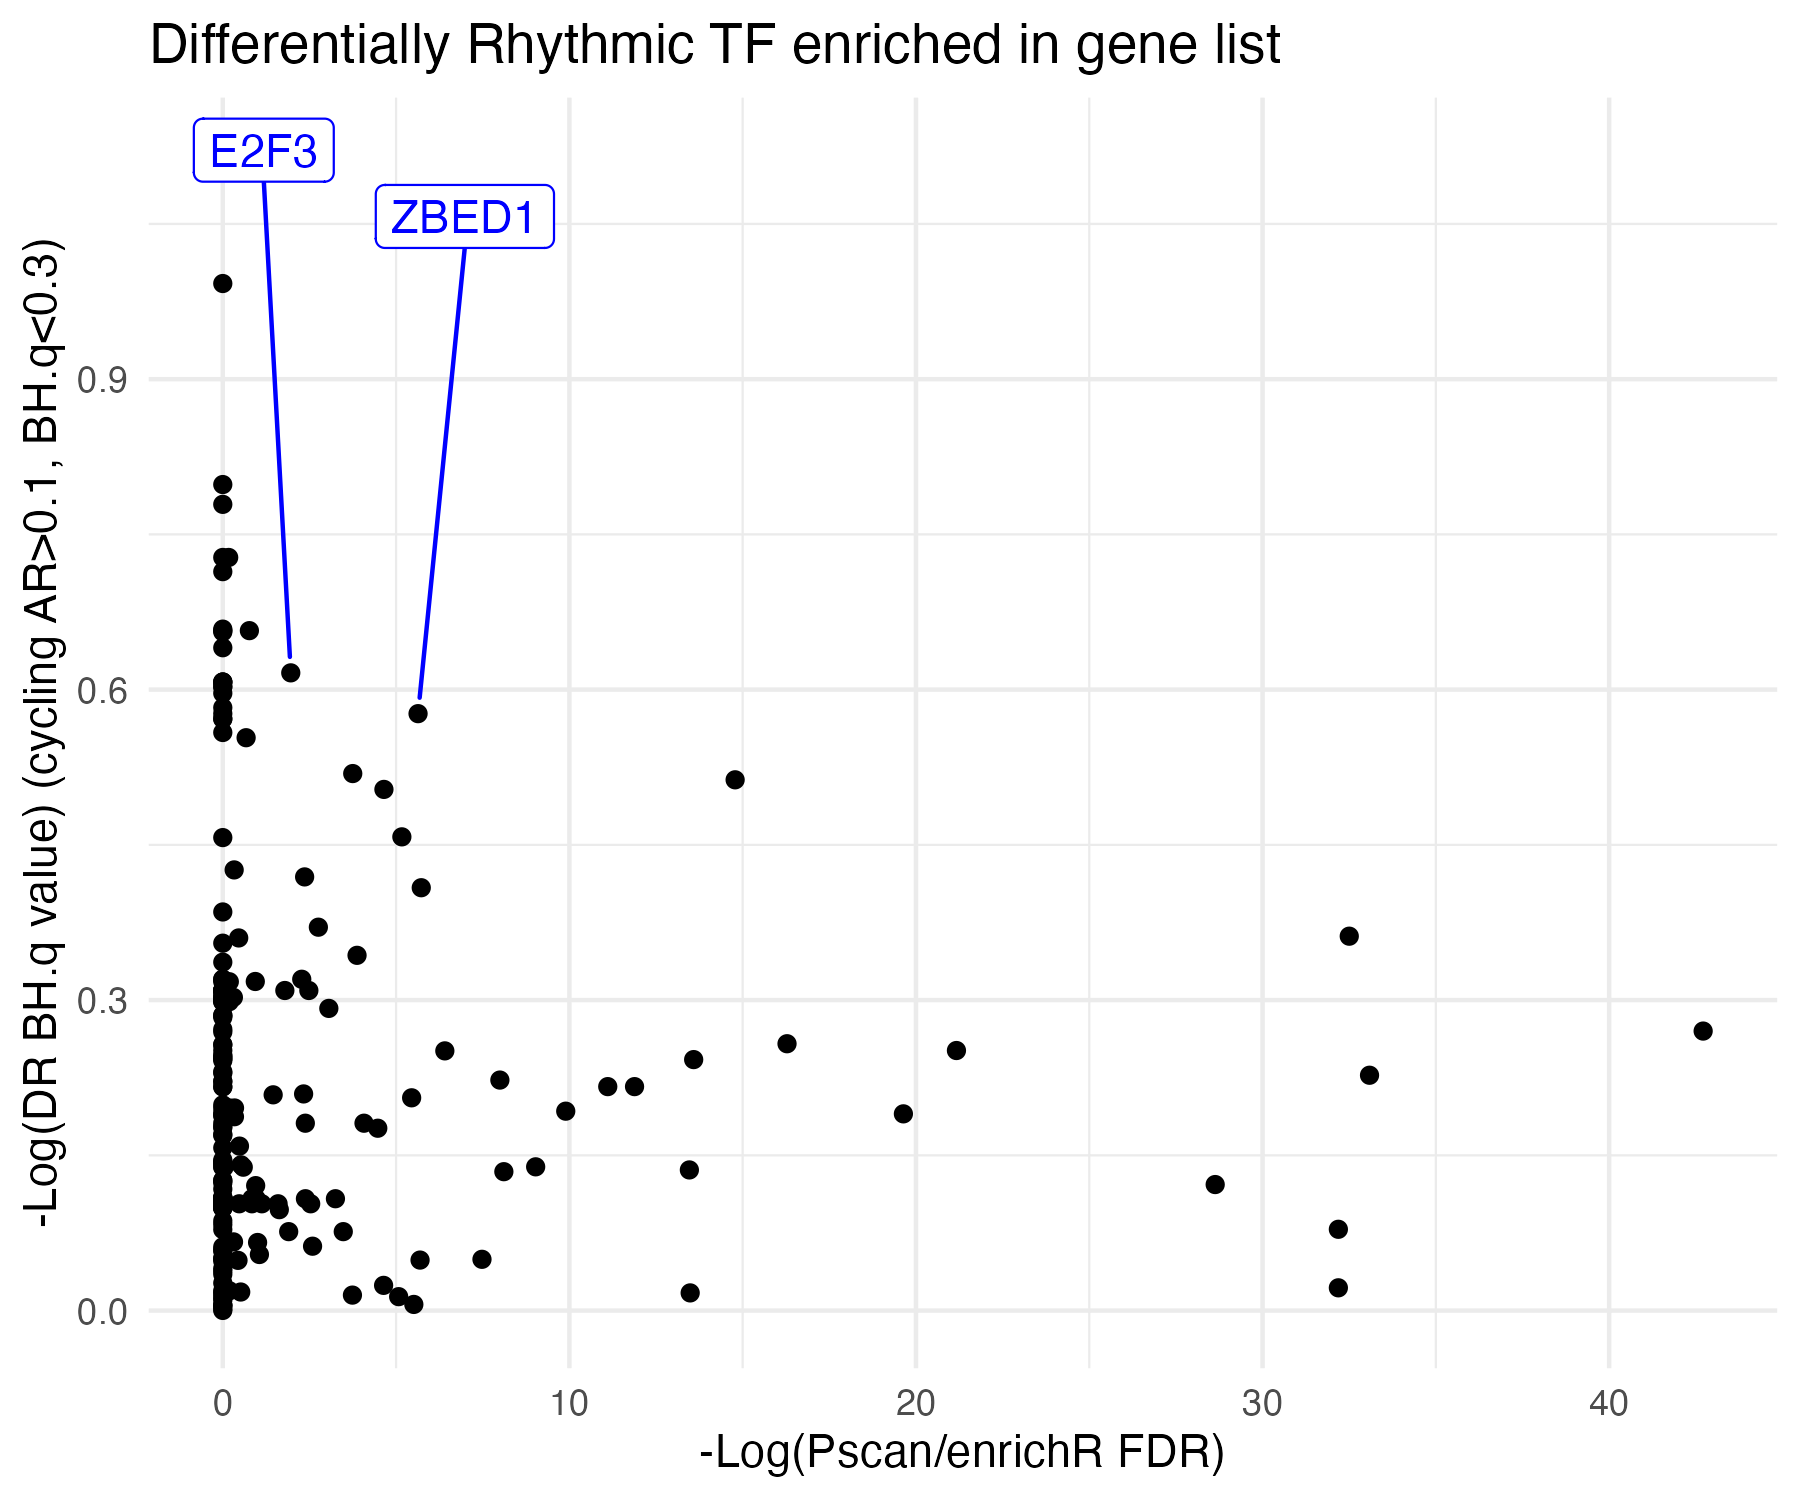 Differentially Rhythmic TF enriched in gene list
E2F3
ZBED1
-Log(DR BH.q value) (cycling AR>0.1, BH.q<0.3)
0.9
0.6
0.3
0.0
0
10
20
30
40
-Log(Pscan/enrichR FDR)